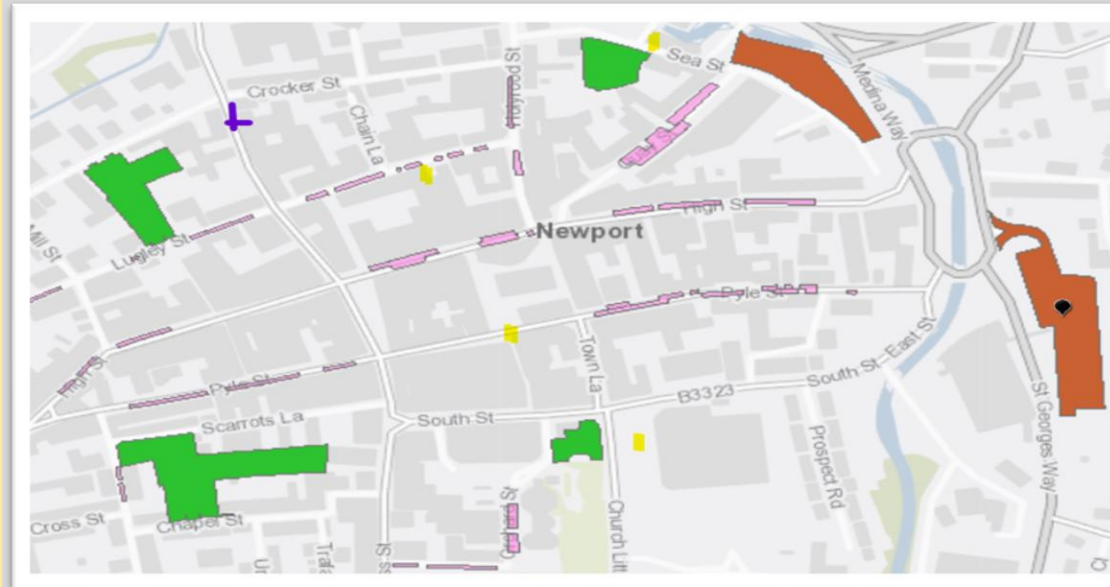 Holyrood St
Sea St
Crocker St
Medina Way
Chain La
High St
Newport
Mill St
Lugley St
Pyle St
High St
Town La
South St
East St
Pyle St
B3323
Scarrots La
South St
St Georges Way
Prospect Rd
Cross St
Chapel St
Church Litt